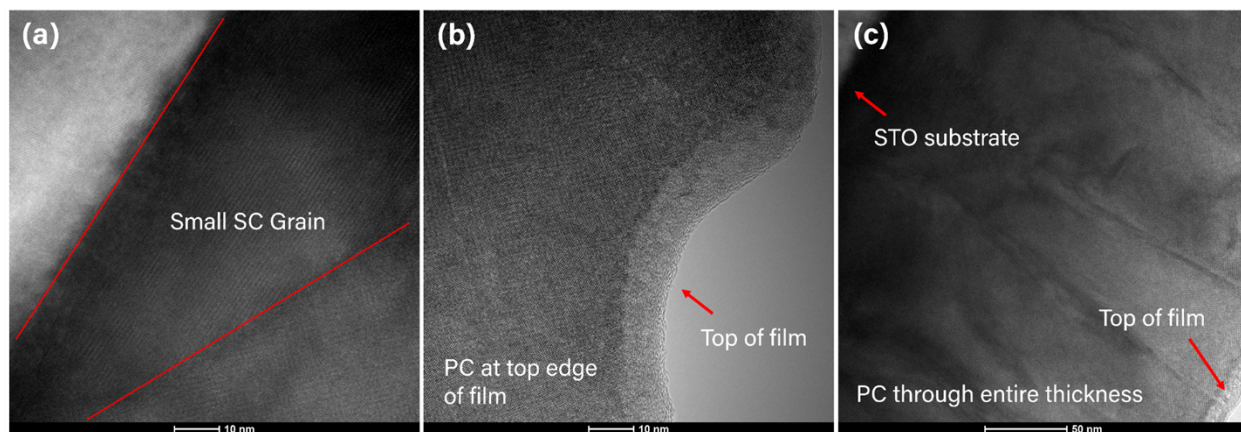 (a)
Small SC Grain
10 nm
(b)
Top of film
PC at top edge
of film
10 nm
(c)
STO substrate
Top of film
PC through entire thickness
50 nm